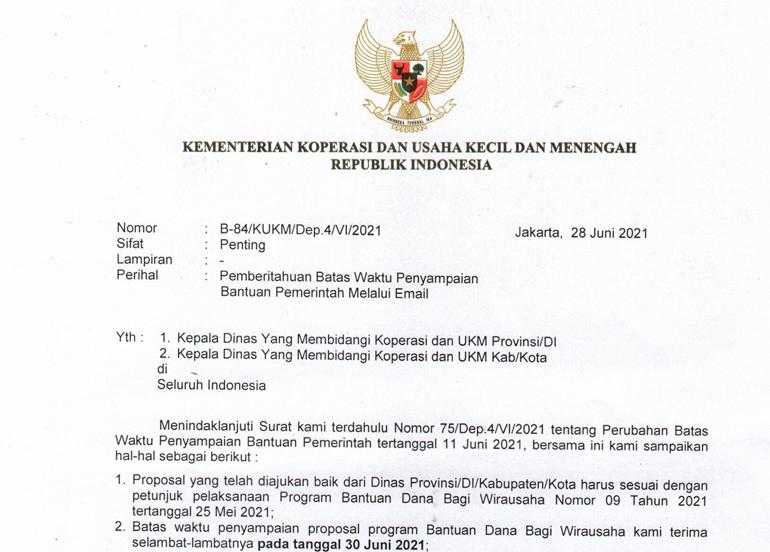 KEMENTERIAN KOPERASI DAN USAHA KECIL DAN MENENGAH
REPUBLIK INDONESIA
Nomor : B-84/KUKM/Dep.4/VI/2021 Jakarta, 28 Juni 2021
Sifat : Penting
Lampiran : -
Perihal : Pemberitahuan Batas Waktu Penyampaian
Bantuan Pemerintah Melalui Email
Yth : 1. Kepala Dinas Yang Membidangi Koperasi dan UKM Provinsi/DI
2. Kepala Dinas Yang Membidangi Koperasi dan UKM Kab/Kota
di
Seluruh Indonesia
Menindaklanjuti Surat kami terdahulu Nomor 75/Dep.4/VI/2021 tentang Perubahan Batas
Waktu Penyampaian Bantuan Pemerintah tertanggal 11 Juni 2021, bersama ini kami sampaikan
hal-hal sebagai berikut :
1. Proposal yang telah diajukan baik dari Dinas Provinsi/DI/Kabupaten/Kota harus sesuai dengan
petunjuk pelaksanaan Program Bantuan Dana Bagi Wirausaha Nomor 09 Tahun 2021
tertanggal 25 Mei 2021;
2. Batas waktu penyampaian proposal program Bantuan Dana Bagi Wirausaha kami terima
selambat-lambatnya pada tanggal 30 Juni 2021;